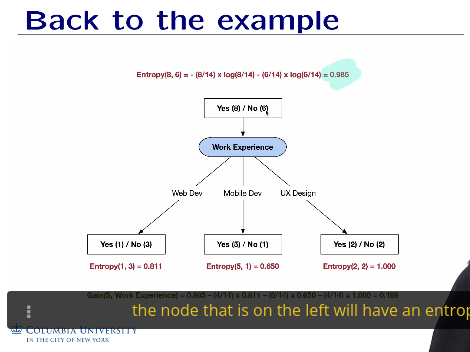 Back to the example
Entropy(8, 6) = - (8/14) x log(8/14) - (6/14) x log(6/14) = 0.985
Yes (8) / No (6)
Work Experience
Web Dev Mobile Dev UX Design
Yes (1) / No (3) Yes (5) / No (1) Yes (2) / No (2)
Entropy(1, 3) = 0.811 Entropy(5, 1) = 0.650 Entropy(2, 2) = 1.000
Gain(S, Work Experience) = 0.985 – (4/14) x 0.811 – (6/14) x 0.650 – (4/14) x 1.000 = 0.189
the node that is on the left will have an entrop
COLUMBIA UNIVERSITY
IN THE CITY OF NEW YORK